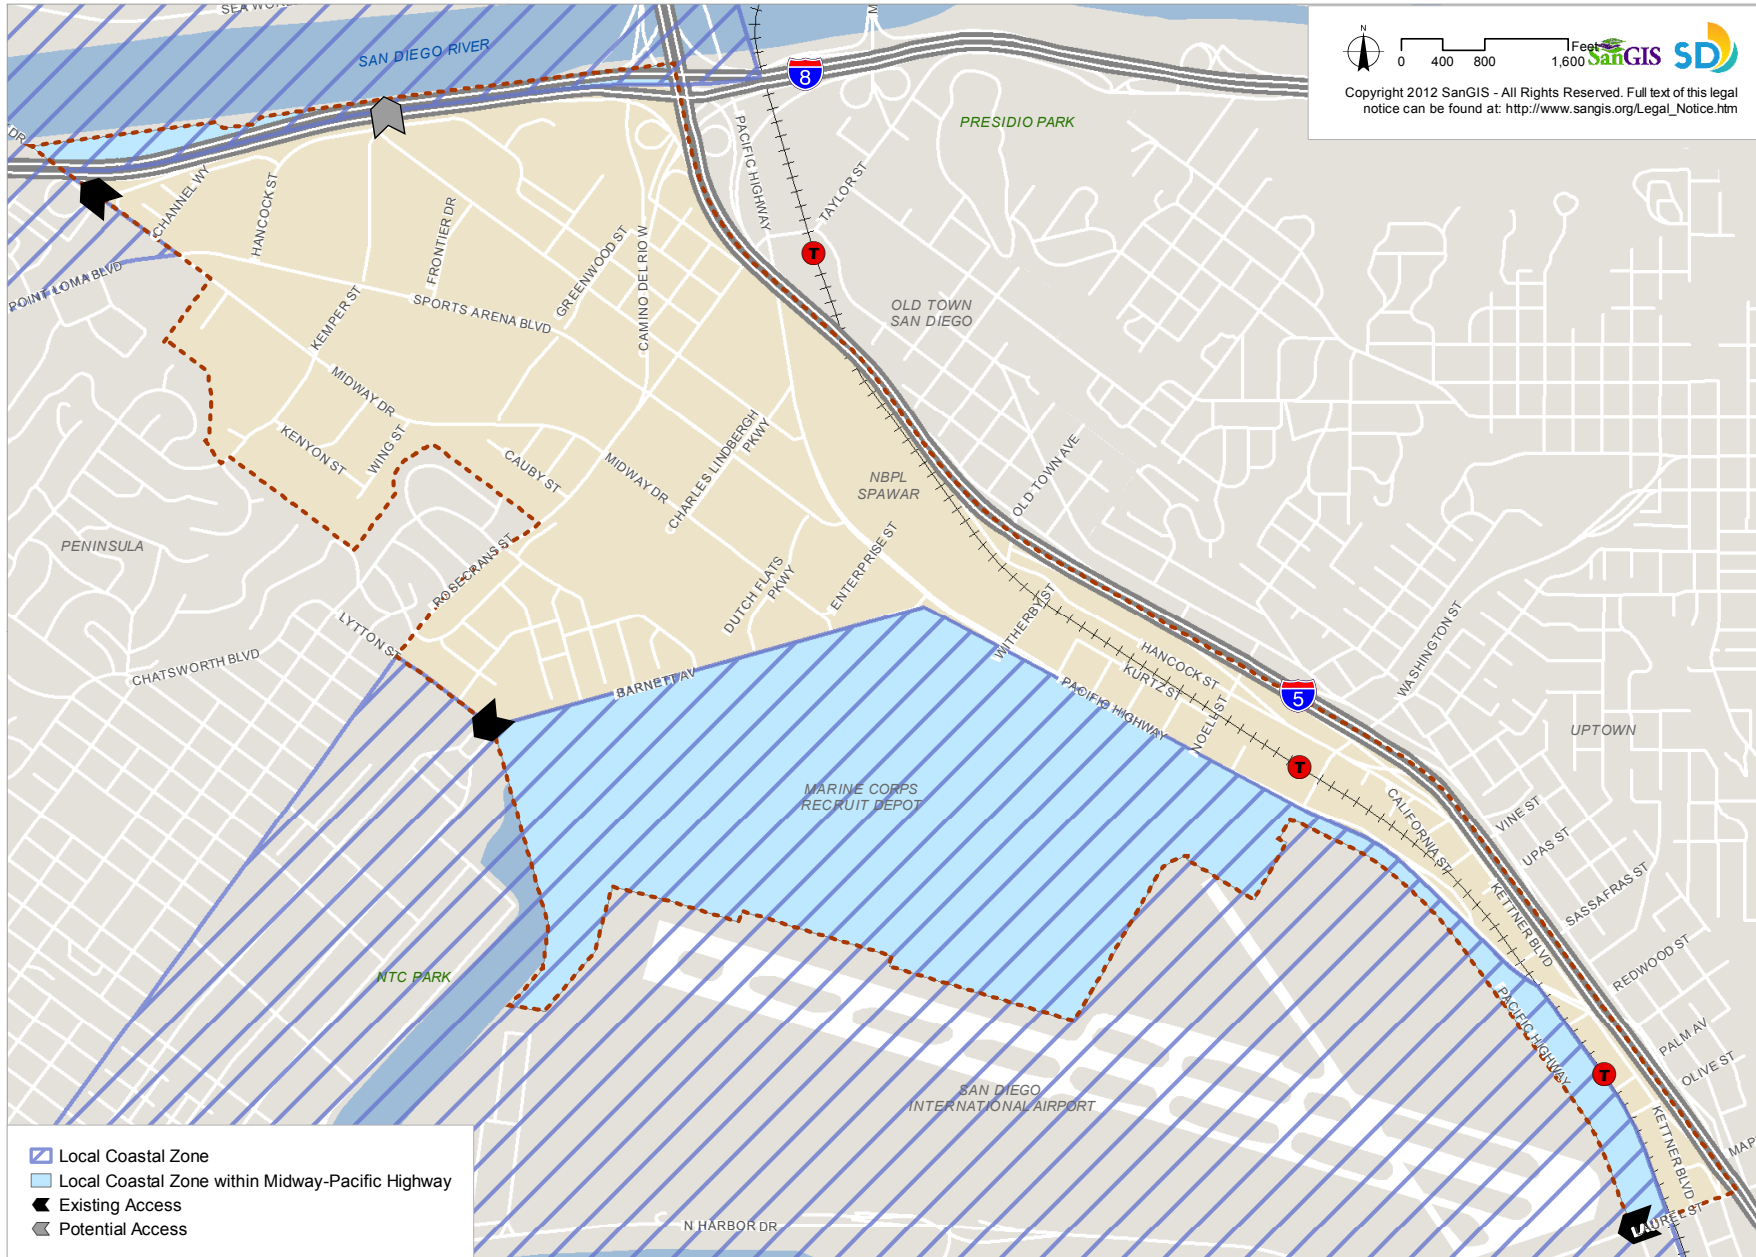 SEA WORL
SAN DIEGO RIVER
8
N
Feet
0 400 800 1,600
SanGIS
SD
Copyright 2012 SanGIS - All Rights Reserved. Full text of this legal
notice can be found at: http://www.sangis.org/Legal_Notice.htm
DR
M
PRESIDIO PARK
PACIFIC HIGHWAY
TAYLOR ST
T
CHANNEL WY
HANCOCK ST
FRONTIER DR
GREENWOOD ST
CAMINO DEL RIO W
POINT LOMA BLVD
KEMPER ST
SPORTS ARENA BLVD
OLD TOWN
SAN DIEGO
MIDWAY DR
KENYON ST
WING ST
CAUBY ST
MIDWAY DR
CHARLES LINDBERGH
PKWY
NBPL
SPAWAR
OLD TOWN AVE
PENINSULA
ROSECRANS ST
DUTCH FLATS
PKWY
ENTERPRISE ST
LYTTON ST
CHATSWORTH BLVD
BARNETT AV
WITHERBY ST
HANCOCK ST
KURTZ ST
PACIFIC HIGHWAY
NOELL ST
5
WASHINGTON ST
UPTOWN
T
MARINE CORPS
RECRUIT DEPOT
CALIFORNIA ST
VINE ST
UPAS ST
SASSAFRAS ST
KETTNER BLVD
REDWOOD ST
NTC PARK
PACIFIC HIGHWAY
PALM AV
OLIVE ST
T
SAN DIEGO
INTERNATIONAL AIRPORT
KETTNER BLVD
MAP
LAUREL ST
N HARBOR DR
Local Coastal Zone
Local Coastal Zone within Midway-Pacific Highway
Existing Access
Potential Access